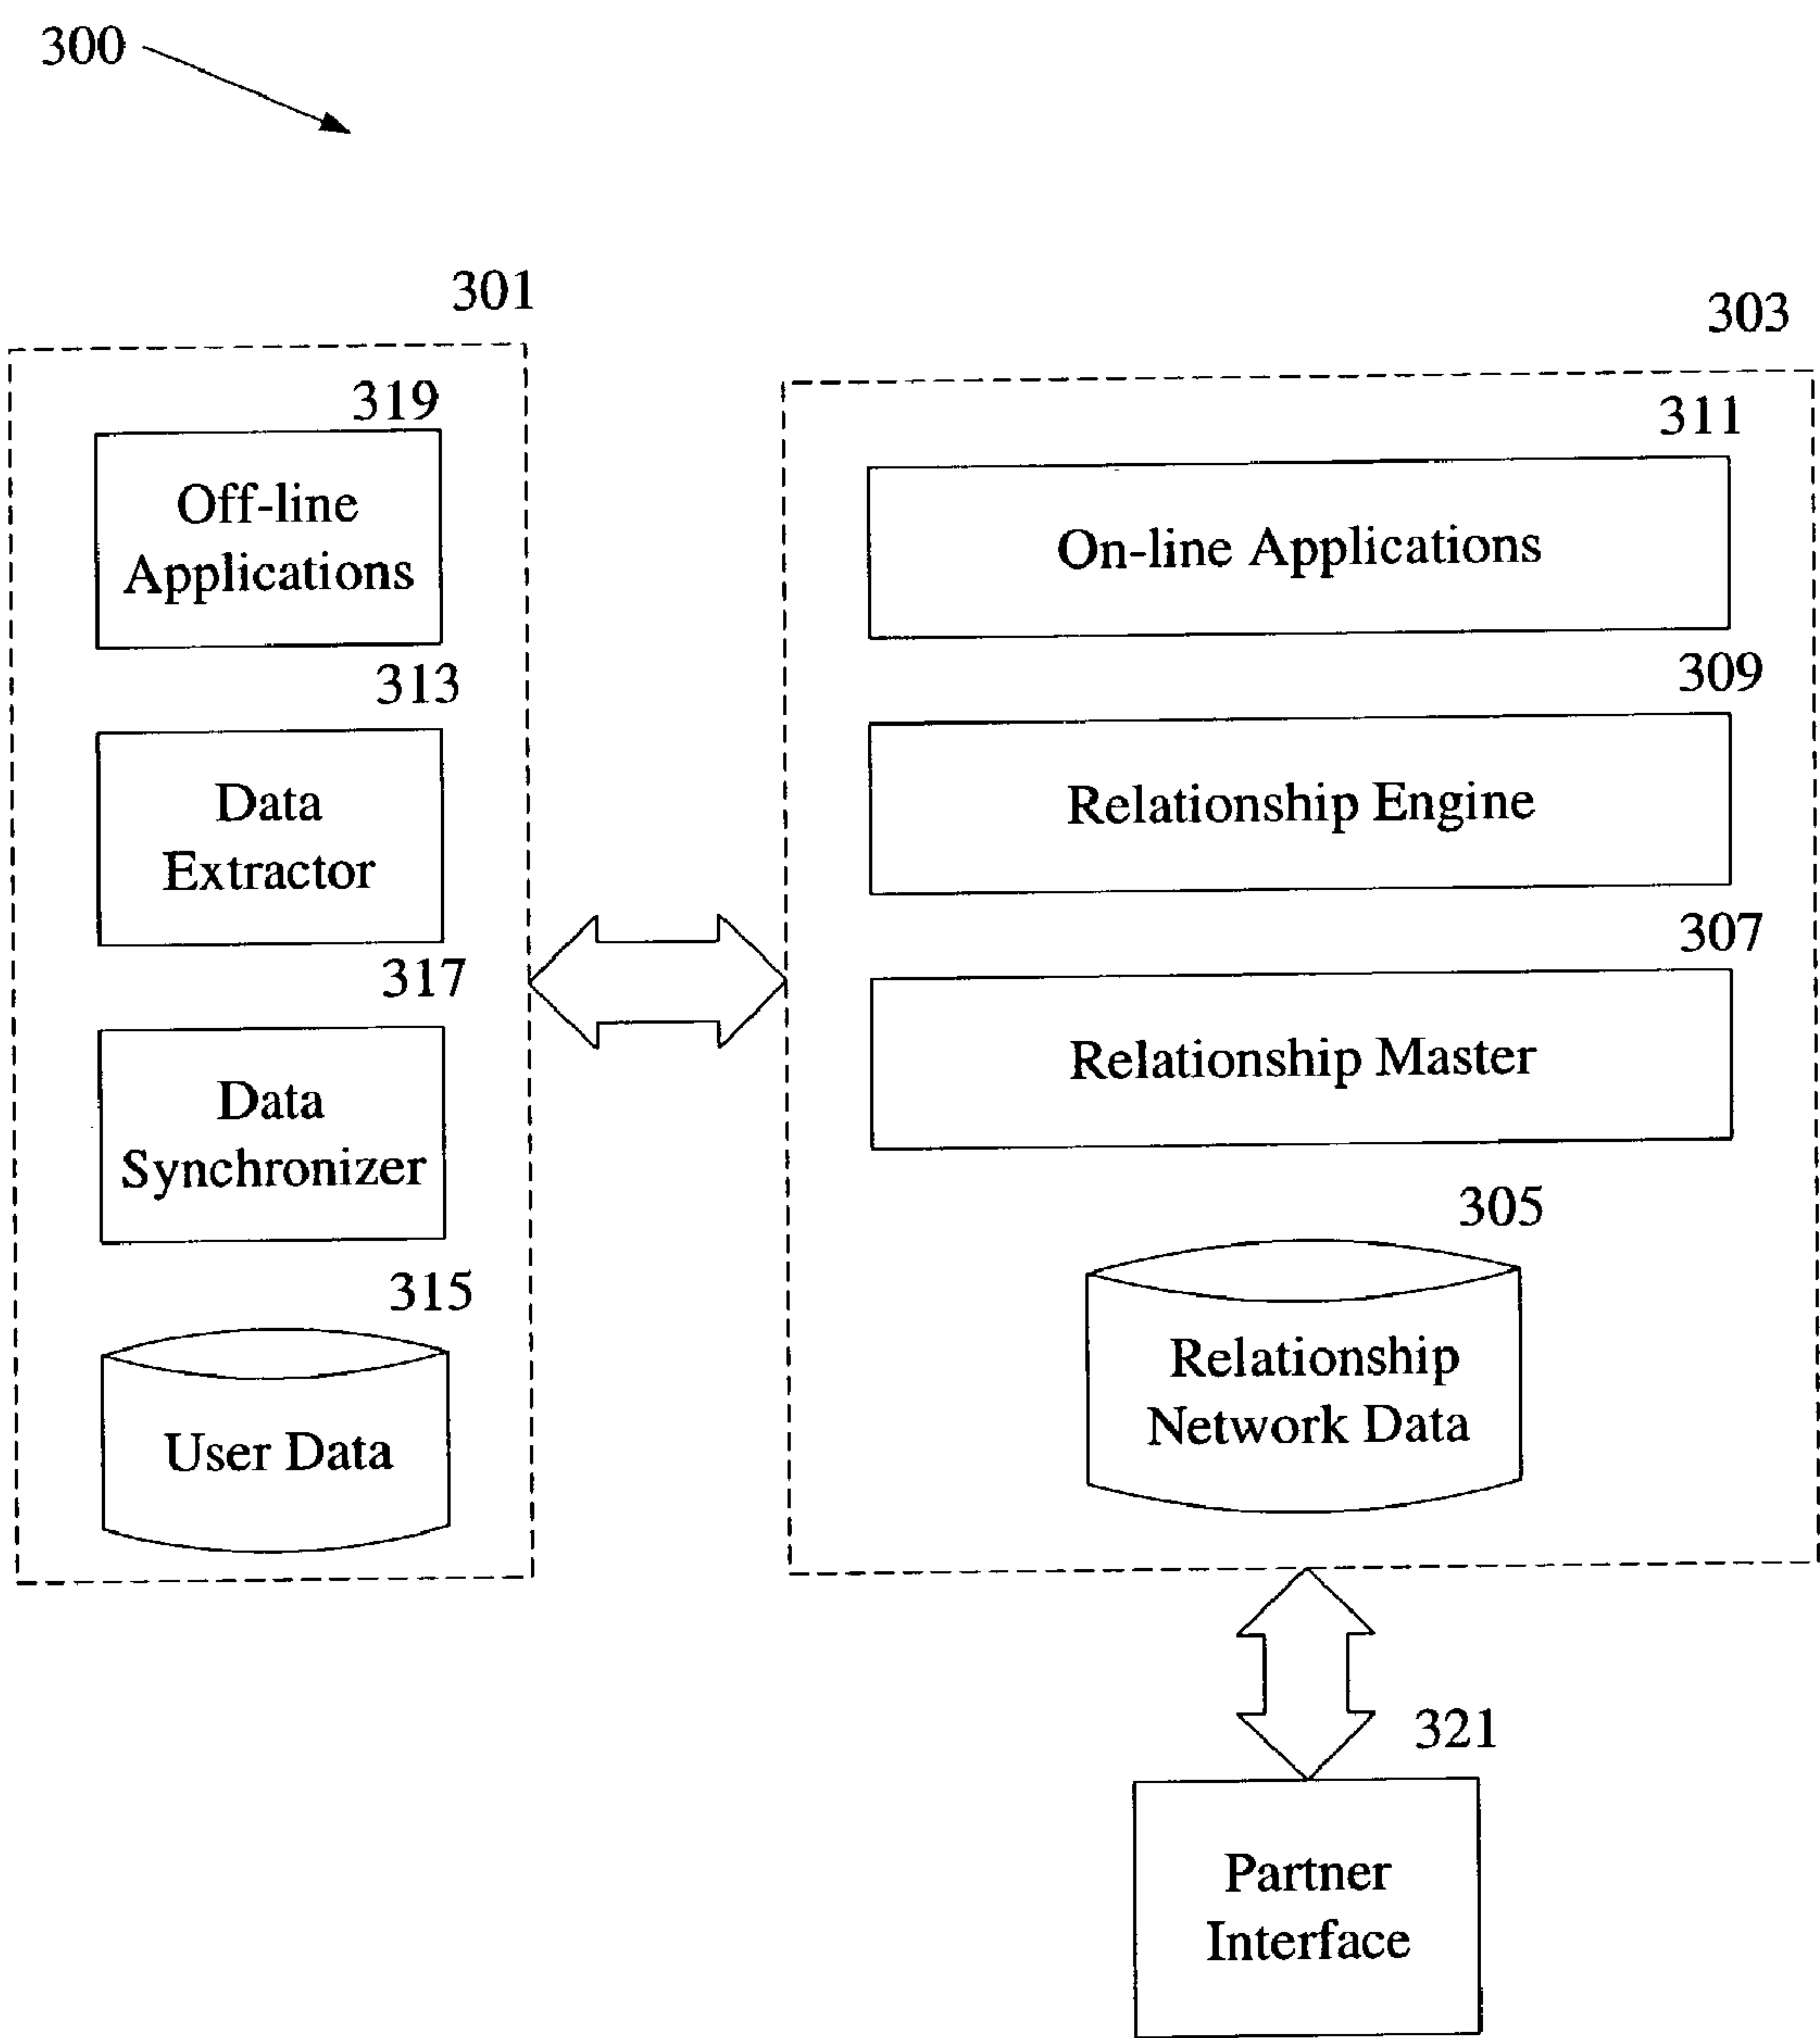 300
301
319
Off-line
Applications
313
Data
Extractor
317
Data
Synchronizer
315
User Data
303
311
On-line Applications
309
Relationship Engine
307
Relationship Master
305
Relationship
Network Data
321
Partner
Interface